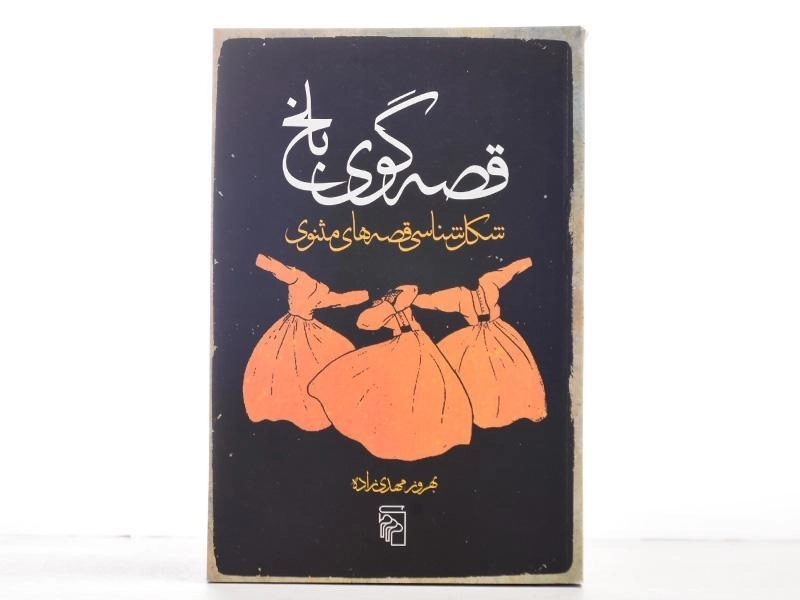 قصه‌گوی بلخ
شکل‌شناسی قصه‌های مثنوی
بهروز مهدی‌زاده